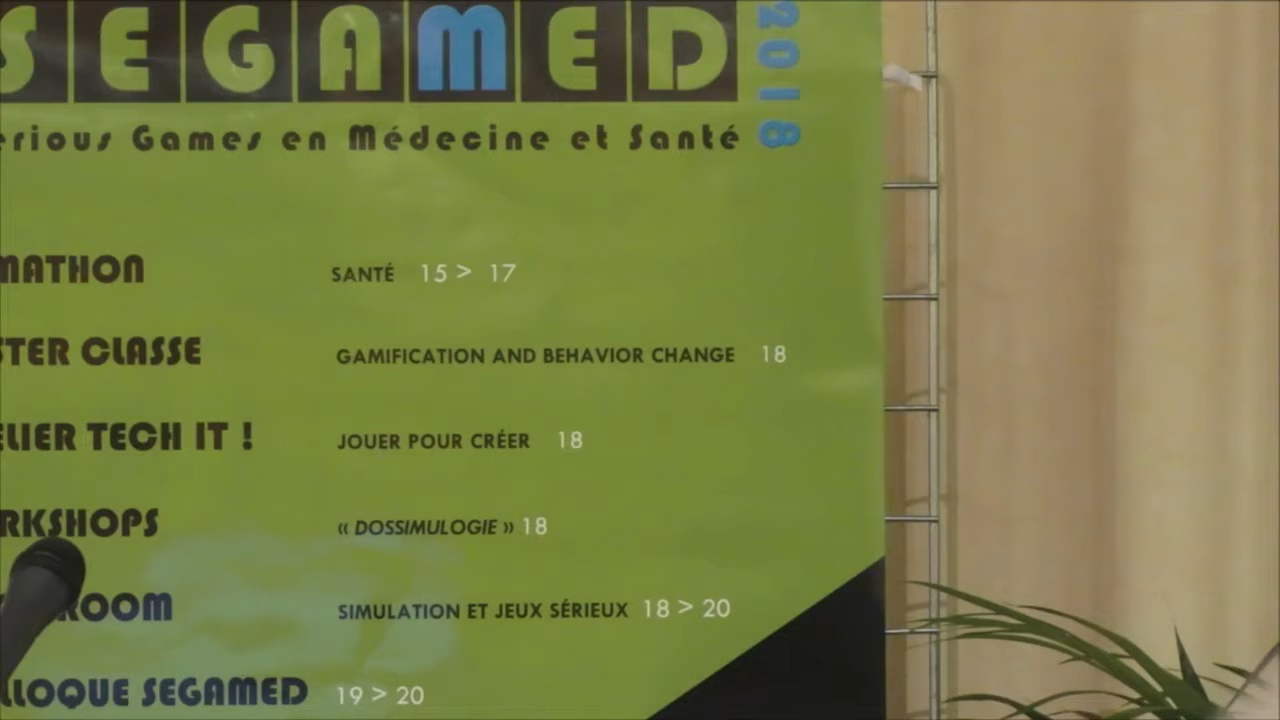 SEGAMED 2018
erious Games en Médecine et Santé
MATHON SANTÉ 15 > 17
STER CLASSE GAMIFICATION AND BEHAVIOR CHANGE 18
ELIER TECH IT ! JOUER POUR CRÉER 18
RKSHOPS « DOSSIMULOGIE » 18
ROOM SIMULATION ET JEUX SÉRIEUX 18 > 20
LLOQUE SEGAMED 19 > 20